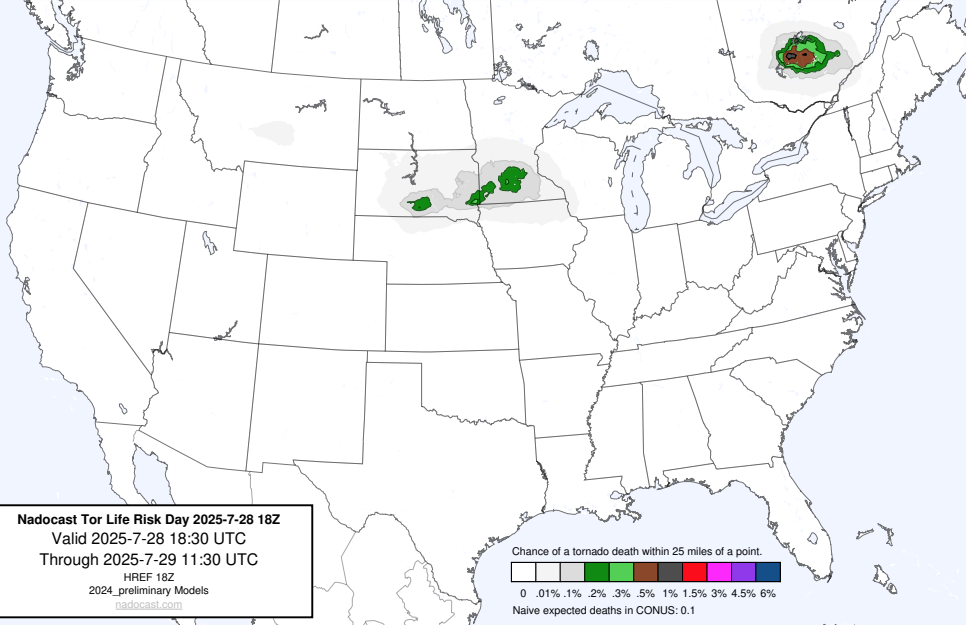 Nadocast Tor Life Risk Day 2025-7-28 18Z
Valid 2025-7-28 18:30 UTC
Through 2025-7-29 11:30 UTC
HREF 18Z
2024_preliminary Models
nadocast.com
Chance of a tornado death within 25 miles of a point.
0 .01% .1% .2% .3% .5% 1% 1.5% 3% 4.5% 6%
Naive expected deaths in CONUS: 0.1